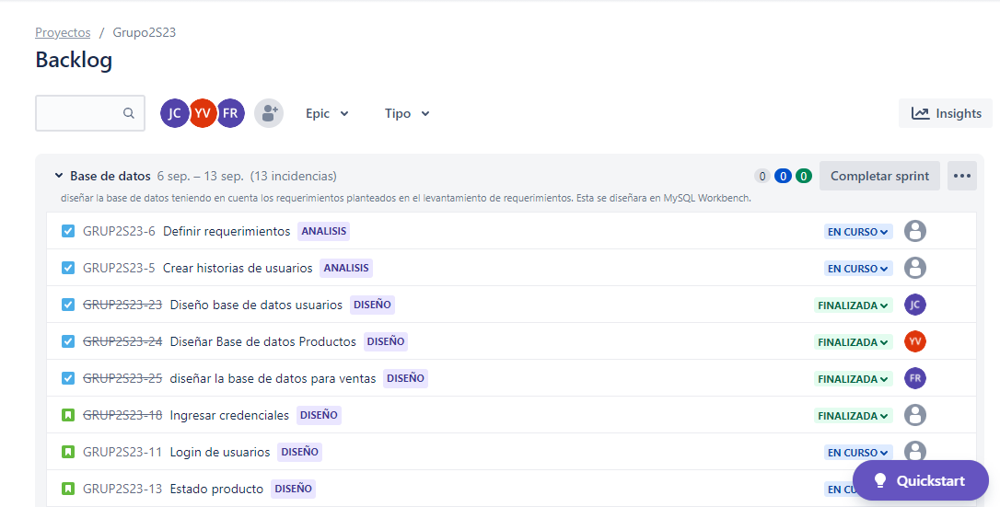 Proyectos / Grupo2S23
Backlog
JC YV FR Epic Tipo Insights
Base de datos 6 sep. – 13 sep. (13 incidencias) 0 0 0 Completar sprint
diseñar la base de datos teniendo en cuenta los requerimientos planteados en el levantamiento de requerimientos. Esta se diseñara en MySQL Workbench.
GRUP2S23-6 Definir requerimientos ANALISIS EN CURSO
GRUP2S23-5 Crear historias de usuarios ANALISIS EN CURSO
GRUP2S23-23 Diseño base de datos usuarios DISEÑO FINALIZADA JC
GRUP2S23-24 Diseñar Base de datos Productos DISEÑO FINALIZADA YV
GRUP2S23-25 diseñar la base de datos para ventas DISEÑO FINALIZADA FR
GRUP2S23-18 Ingresar credenciales DISEÑO FINALIZADA
GRUP2S23-11 Login de usuarios DISEÑO EN CURSO
GRUP2S23-13 Estado producto DISEÑO EN
Quickstart